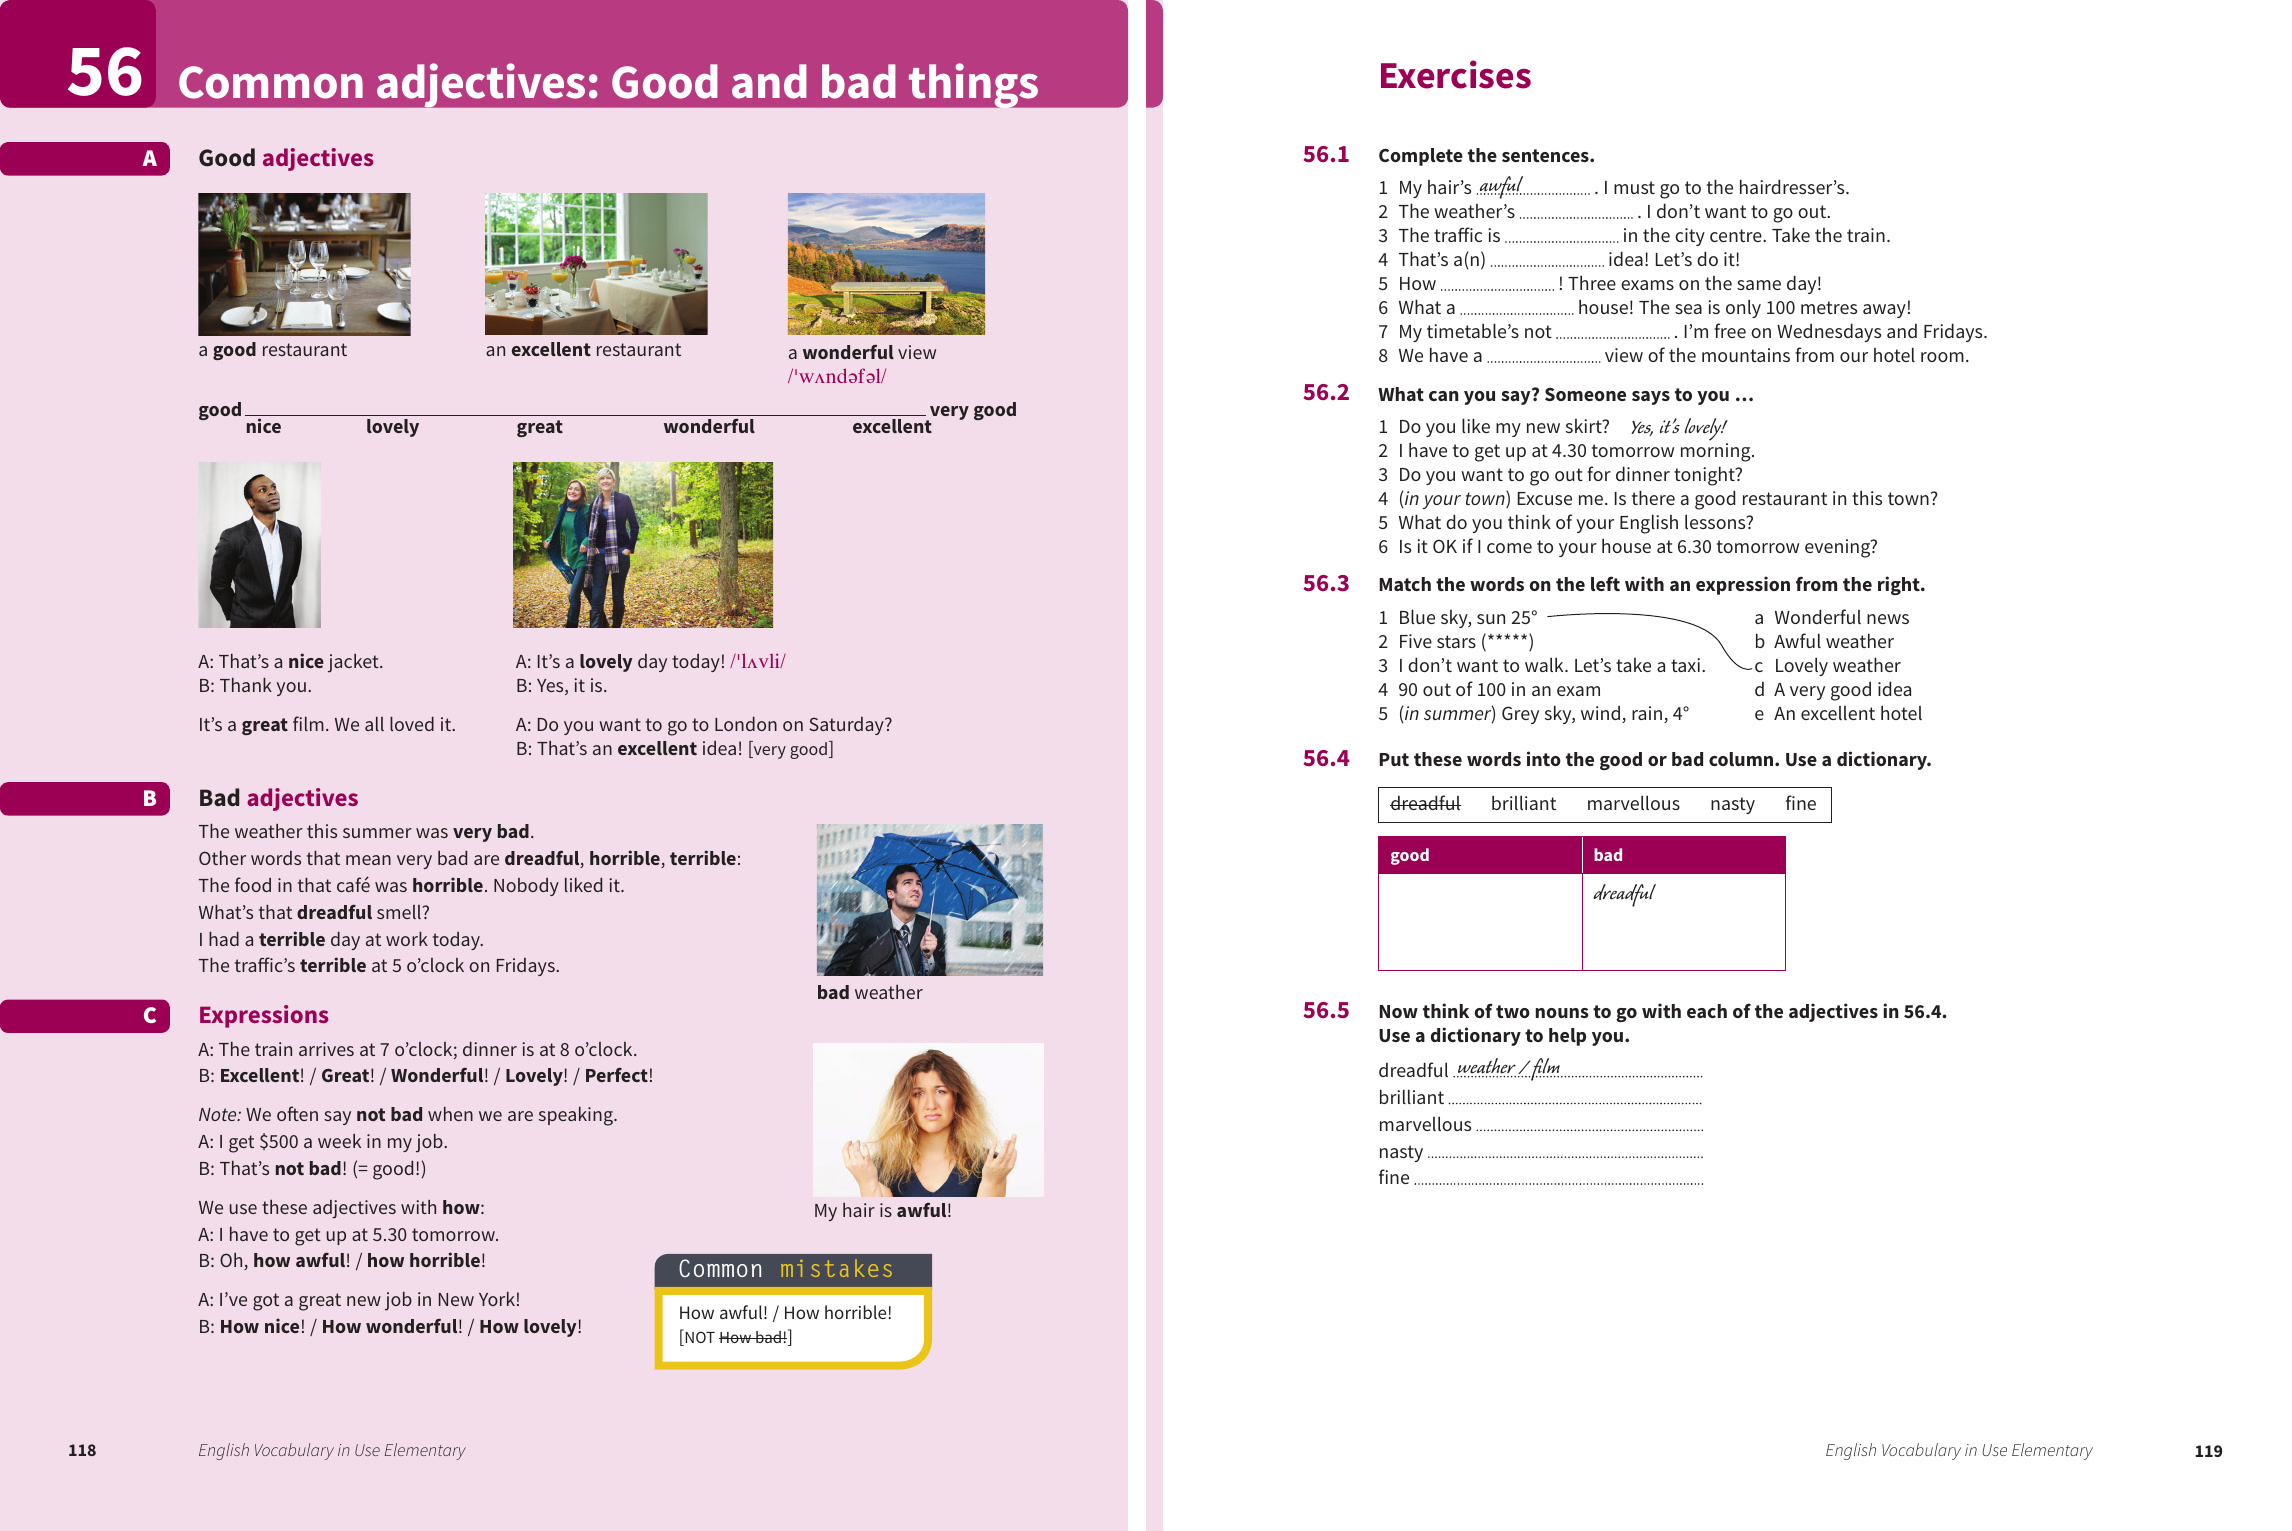 56
Common adjectives: Good and bad things
A
Good adjectives
a good restaurant
an excellent restaurant
a wonderful view
/ˈwʌndəfəl/
good very good
nice lovely great wonderful excellent
A: That's a nice jacket.
B: Thank you.
It's a great film. We all loved it.
A: It's a lovely day today! /ˈlʌvli/
B: Yes, it is.
A: Do you want to go to London on Saturday?
B: That's an excellent idea! [very good]
B
Bad adjectives
The weather this summer was very bad.
Other words that mean very bad are dreadful, horrible, terrible:
The food in that café was horrible. Nobody liked it.
What's that dreadful smell?
I had a terrible day at work today.
The traffic's terrible at 5 o'clock on Fridays.
bad weather
C
Expressions
A: The train arrives at 7 o'clock; dinner is at 8 o'clock.
B: Excellent! / Great! / Wonderful! / Lovely! / Perfect!
Note: We often say not bad when we are speaking.
A: I get $500 a week in my job.
B: That's not bad! (= good!)
We use these adjectives with how:
A: I have to get up at 5.30 tomorrow.
B: Oh, how awful! / how horrible!
A: I've got a great new job in New York!
B: How nice! / How wonderful! / How lovely!
My hair is awful!
Common mistakes
How awful! / How horrible!
[NOT How bad!]
118
English Vocabulary in Use Elementary
Exercises
56.1 Complete the sentences.
1 My hair's awful . I must go to the hairdresser's.
2 The weather's . I don't want to go out.
3 The traffic is in the city centre. Take the train.
4 That's a(n) idea! Let's do it!
5 How ! Three exams on the same day!
6 What a house! The sea is only 100 metres away!
7 My timetable's not . I'm free on Wednesdays and Fridays.
8 We have a view of the mountains from our hotel room.
56.2 What can you say? Someone says to you …
1 Do you like my new skirt? Yes, it's lovely!
2 I have to get up at 4.30 tomorrow morning.
3 Do you want to go out for dinner tonight?
4 (in your town) Excuse me. Is there a good restaurant in this town?
5 What do you think of your English lessons?
6 Is it OK if I come to your house at 6.30 tomorrow evening?
56.3 Match the words on the left with an expression from the right.
1 Blue sky, sun 25° a Wonderful news
2 Five stars (*****) b Awful weather
3 I don't want to walk. Let's take a taxi. c Lovely weather
4 90 out of 100 in an exam d A very good idea
5 (in summer) Grey sky, wind, rain, 4° e An excellent hotel
56.4 Put these words into the good or bad column. Use a dictionary.
dreadful brilliant marvellous nasty fine
good bad
dreadful
56.5 Now think of two nouns to go with each of the adjectives in 56.4.
Use a dictionary to help you.
dreadful weather / film
brilliant
marvellous
nasty
fine
English Vocabulary in Use Elementary
119